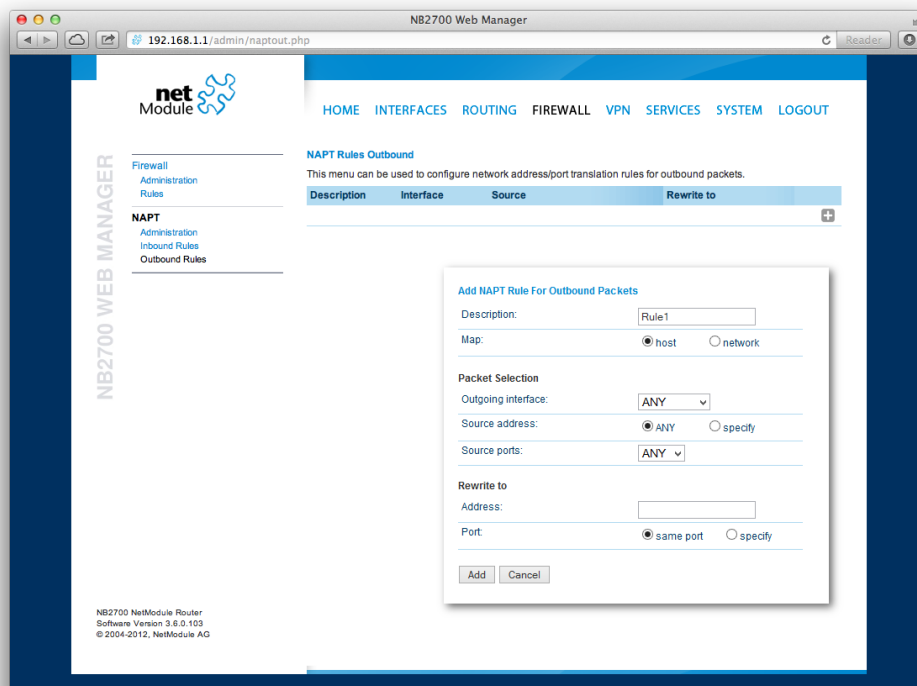 NB2700 Web Manager
192.168.1.1/admin/naptout.php
Reader
net
Module
HOME INTERFACES ROUTING FIREWALL VPN SERVICES SYSTEM LOGOUT
NB2700 WEB MANAGER
Firewall
Administration
Rules
NAPT
Administration
Inbound Rules
Outbound Rules
NAPT Rules Outbound
This menu can be used to configure network address/port translation rules for outbound packets.
Description Interface Source Rewrite to
Add NAPT Rule For Outbound Packets
Description: Rule1
Map: host network
Packet Selection
Outgoing interface: ANY
Source address: ANY specify
Source ports: ANY
Rewrite to
Address:
Port: same port specify
Add Cancel
NB2700 NetModule Router
Software Version 3.6.0.103
© 2004-2012, NetModule AG